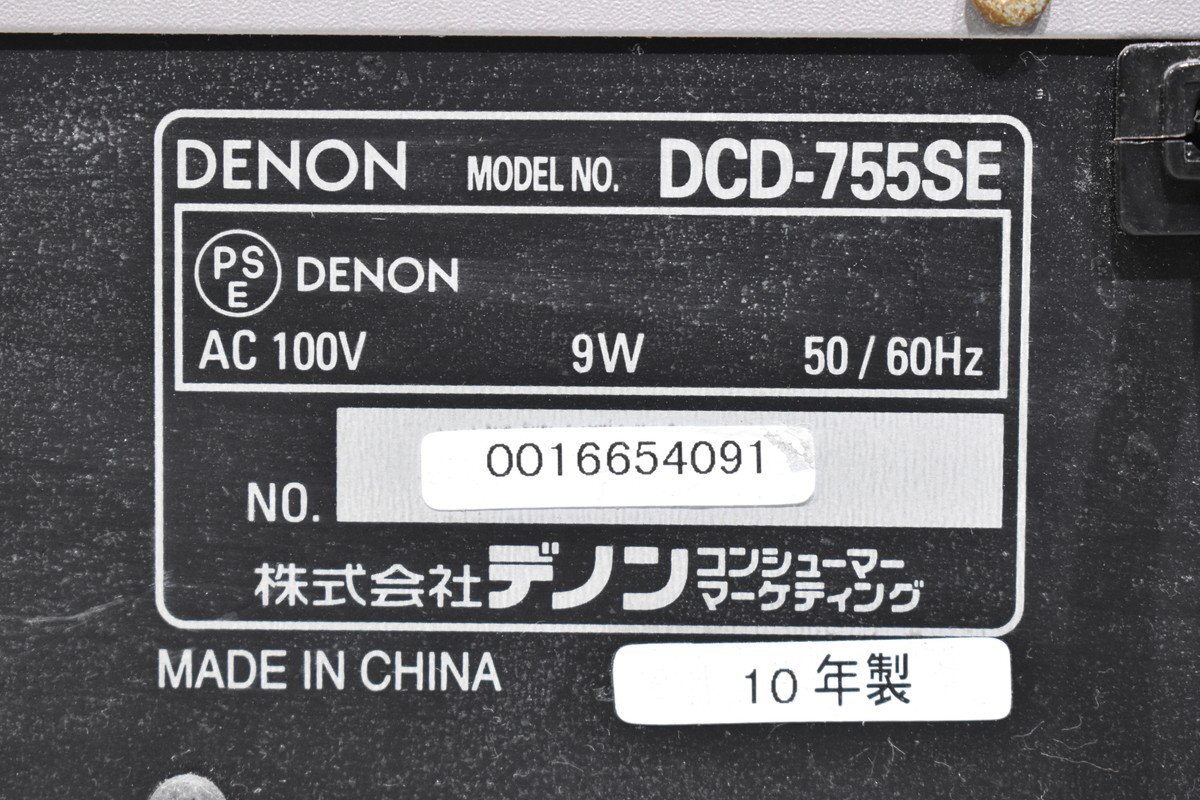 DENON MODEL NO. DCD-755SE
PS
E
DENON
AC 100V 9W 50 / 60Hz
NO. 0016654091
株式会社デノン コンシューマー
マーケティング
MADE IN CHINA 10年製